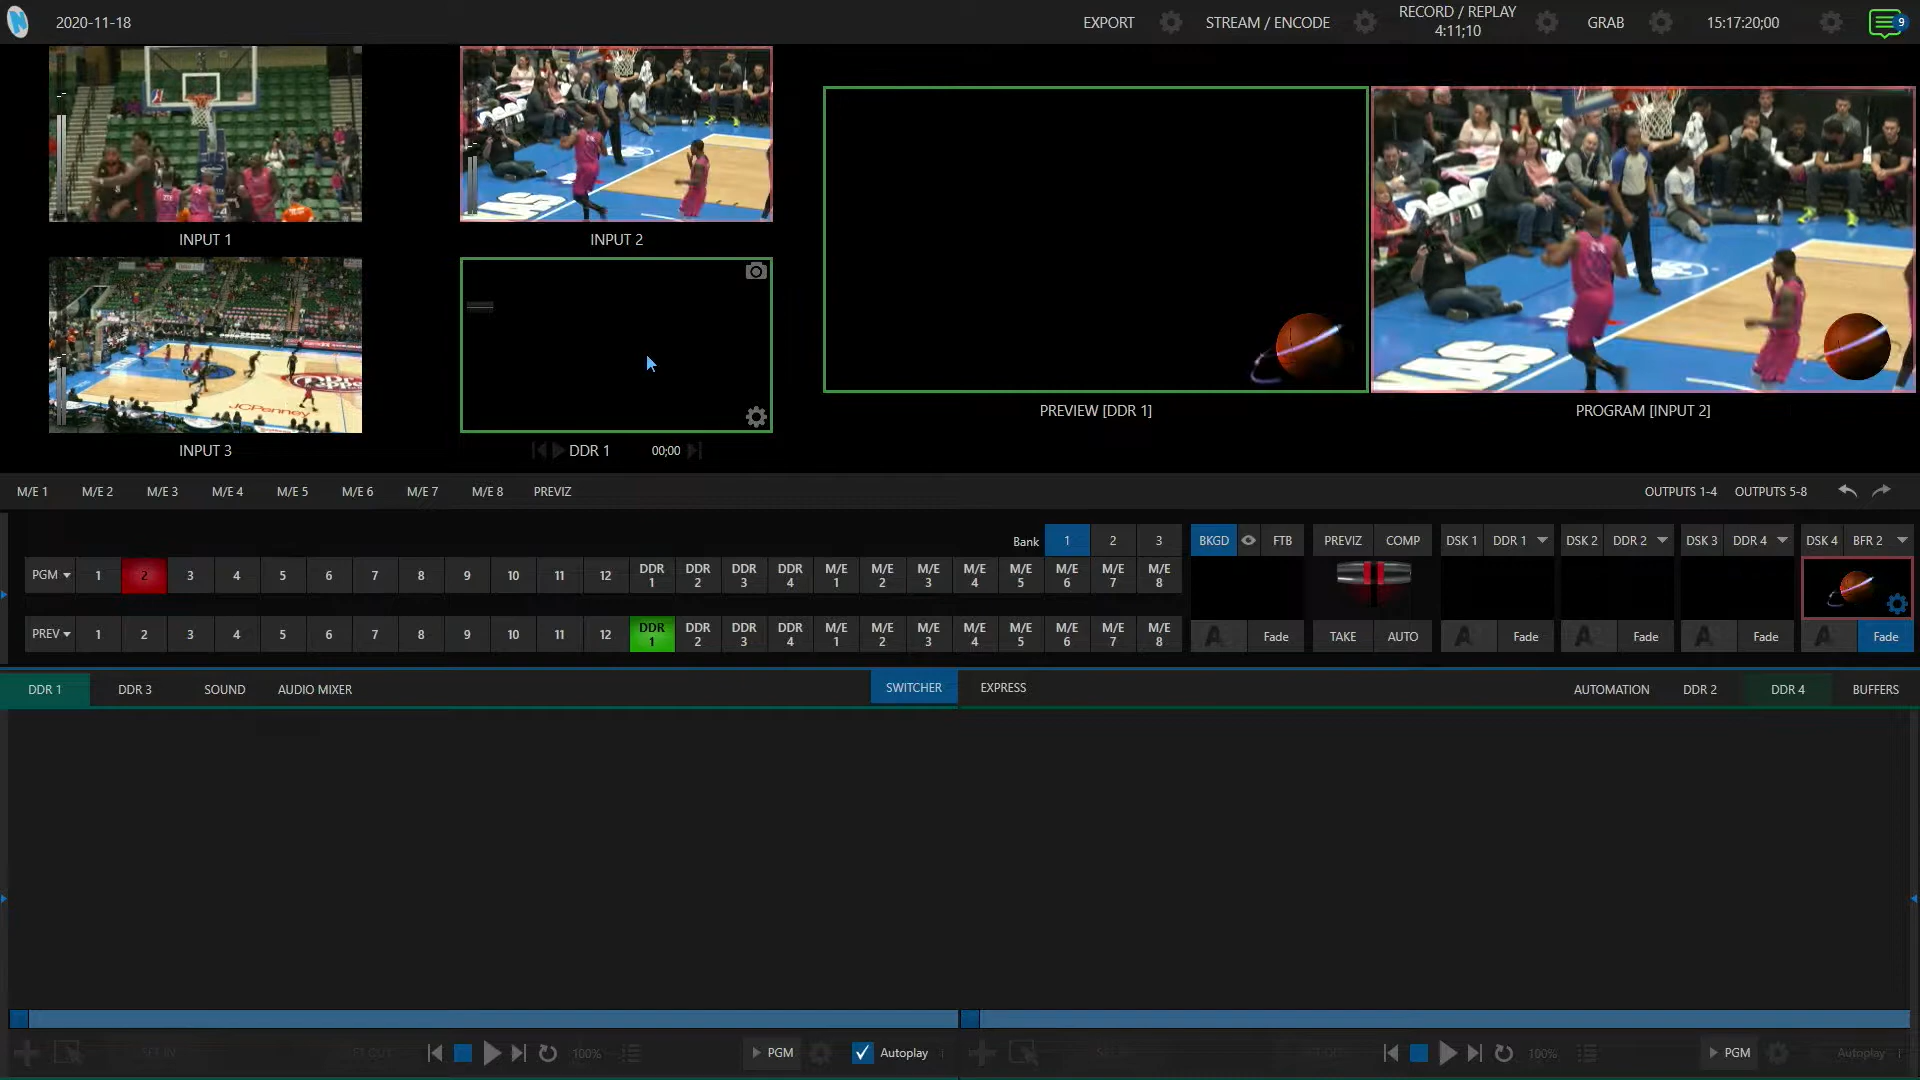 2020-11-18
EXPORT
STREAM / ENCODE
RECORD / REPLAY
4:11;10
GRAB
15:17:20;00
9
INPUT 1
INPUT 2
INPUT 3
DDR 1
00;00
PREVIEW [DDR 1]
PROGRAM [INPUT 2]
M/E 1
M/E 2
M/E 3
M/E 4
M/E 5
M/E 6
M/E 7
M/E 8
PREVIZ
OUTPUTS 1-4
OUTPUTS 5-8
Bank
1
2
3
BKGD
FTB
PREVIZ
COMP
DSK 1
DDR 1
DSK 2
DDR 2
DSK 3
DDR 4
DSK 4
BFR 2
PGM
1
2
3
4
5
6
7
8
9
10
11
12
DDR
1
DDR
2
DDR
3
DDR
4
M/E
1
M/E
2
M/E
3
M/E
4
M/E
5
M/E
6
M/E
7
M/E
8
PREV
1
2
3
4
5
6
7
8
9
10
11
12
DDR
1
DDR
2
DDR
3
DDR
4
M/E
1
M/E
2
M/E
3
M/E
4
M/E
5
M/E
6
M/E
7
M/E
8
Fade
TAKE
AUTO
Fade
Fade
Fade
Fade
DDR 1
DDR 3
SOUND
AUDIO MIXER
SWITCHER
EXPRESS
AUTOMATION
DDR 2
DDR 4
BUFFERS
SET IN
100%
PGM
Autoplay
100%
PGM
Autoplay